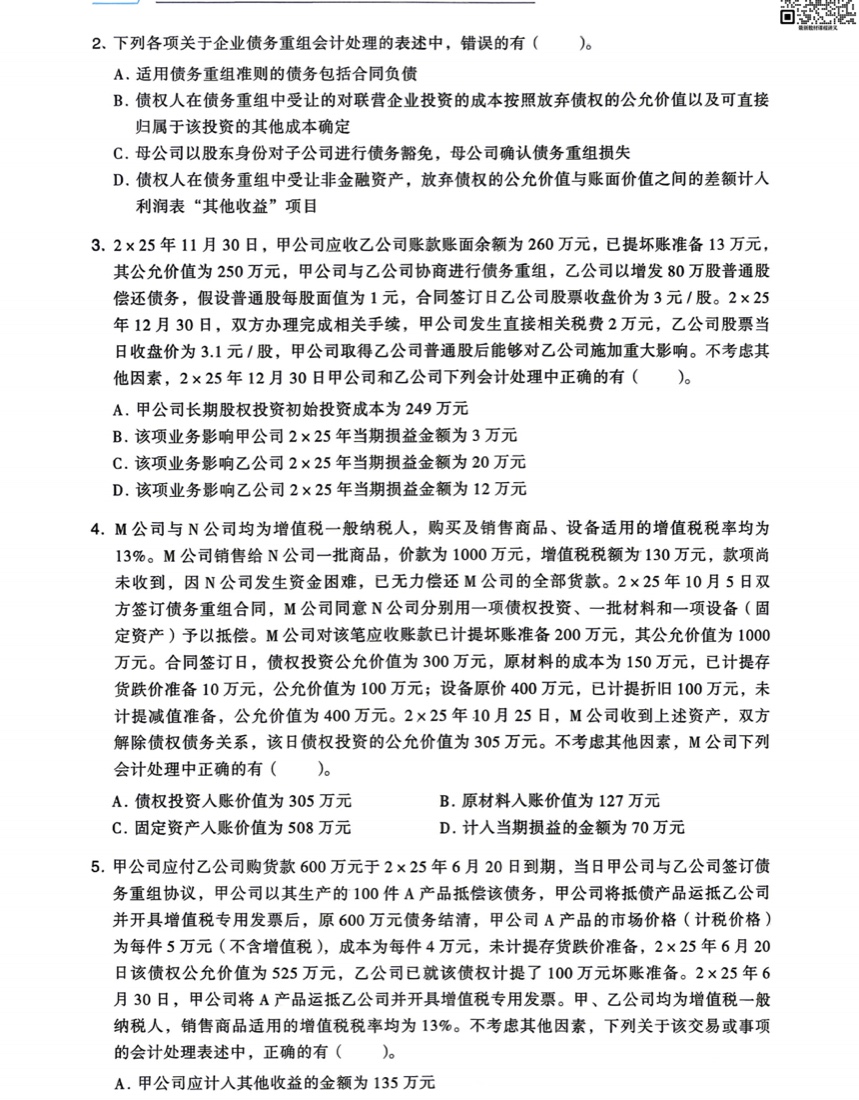 2. 下列各项关于企业债务重组会计处理的表述中，错误的有（　　）。
A. 适用债务重组准则的债务包括合同负债
B. 债权人在债务重组中受让的对联营企业投资的成本按照放弃债权的公允价值以及可直接
归属于该投资的其他成本确定
C. 母公司以股东身份对子公司进行债务豁免，母公司确认债务重组损失
D. 债权人在债务重组中受让非金融资产，放弃债权的公允价值与账面价值之间的差额计入
利润表“其他收益”项目
3. 2×25 年 11 月 30 日，甲公司应收乙公司账款账面余额为 260 万元，已提坏账准备 13 万元，
其公允价值为 250 万元，甲公司与乙公司协商进行债务重组，乙公司以增发 80 万股普通股
偿还债务，假设普通股每股面值为 1 元，合同签订日乙公司股票收盘价为 3 元 / 股。2×25
年 12 月 30 日，双方办理完成相关手续，甲公司发生直接相关税费 2 万元，乙公司股票当
日收盘价为 3.1 元 / 股，甲公司取得乙公司普通股后能够对乙公司施加重大影响。不考虑其
他因素，2×25 年 12 月 30 日甲公司和乙公司下列会计处理中正确的有（　　）。
A. 甲公司长期股权投资初始投资成本为 249 万元
B. 该项业务影响甲公司 2×25 年当期损益金额为 3 万元
C. 该项业务影响乙公司 2×25 年当期损益金额为 20 万元
D. 该项业务影响乙公司 2×25 年当期损益金额为 12 万元
4. M 公司与 N 公司均为增值税一般纳税人，购买及销售商品、设备适用的增值税税率均为
13%。M 公司销售给 N 公司一批商品，价款为 1000 万元，增值税税额为 130 万元，款项尚
未收到，因 N 公司发生资金困难，已无力偿还 M 公司的全部货款。2×25 年 10 月 5 日双
方签订债务重组合同，M 公司同意 N 公司分别用一项债权投资、一批材料和一项设备（固
定资产）予以抵偿。M 公司对该笔应收账款已计提坏账准备 200 万元，其公允价值为 1000
万元。合同签订日，债权投资公允价值为 300 万元，原材料的成本为 150 万元，已计提存
货跌价准备 10 万元，公允价值为 100 万元；设备原价 400 万元，已计提折旧 100 万元，未
计提减值准备，公允价值为 400 万元。2×25 年 10 月 25 日，M 公司收到上述资产，双方
解除债权债务关系，该日债权投资的公允价值为 305 万元。不考虑其他因素，M 公司下列
会计处理中正确的有（　　）。
A. 债权投资入账价值为 305 万元　　B. 原材料入账价值为 127 万元
C. 固定资产入账价值为 508 万元　　D. 计入当期损益的金额为 70 万元
5. 甲公司应付乙公司购货款 600 万元于 2×25 年 6 月 20 日到期，当日甲公司与乙公司签订债
务重组协议，甲公司以其生产的 100 件 A 产品抵偿该债务，甲公司将抵债产品运抵乙公司
并开具增值税专用发票后，原 600 万元债务结清，甲公司 A 产品的市场价格（计税价格）
为每件 5 万元（不含增值税），成本为每件 4 万元，未计提存货跌价准备，2×25 年 6 月 20
日该债权公允价值为 525 万元，乙公司已就该债权计提了 100 万元坏账准备。2×25 年 6
月 30 日，甲公司将 A 产品运抵乙公司并开具增值税专用发票。甲、乙公司均为增值税一般
纳税人，销售商品适用的增值税税率均为 13%。不考虑其他因素，下列关于该交易或事项
的会计处理表述中，正确的有（　　）。
A. 甲公司应计入其他收益的金额为 135 万元